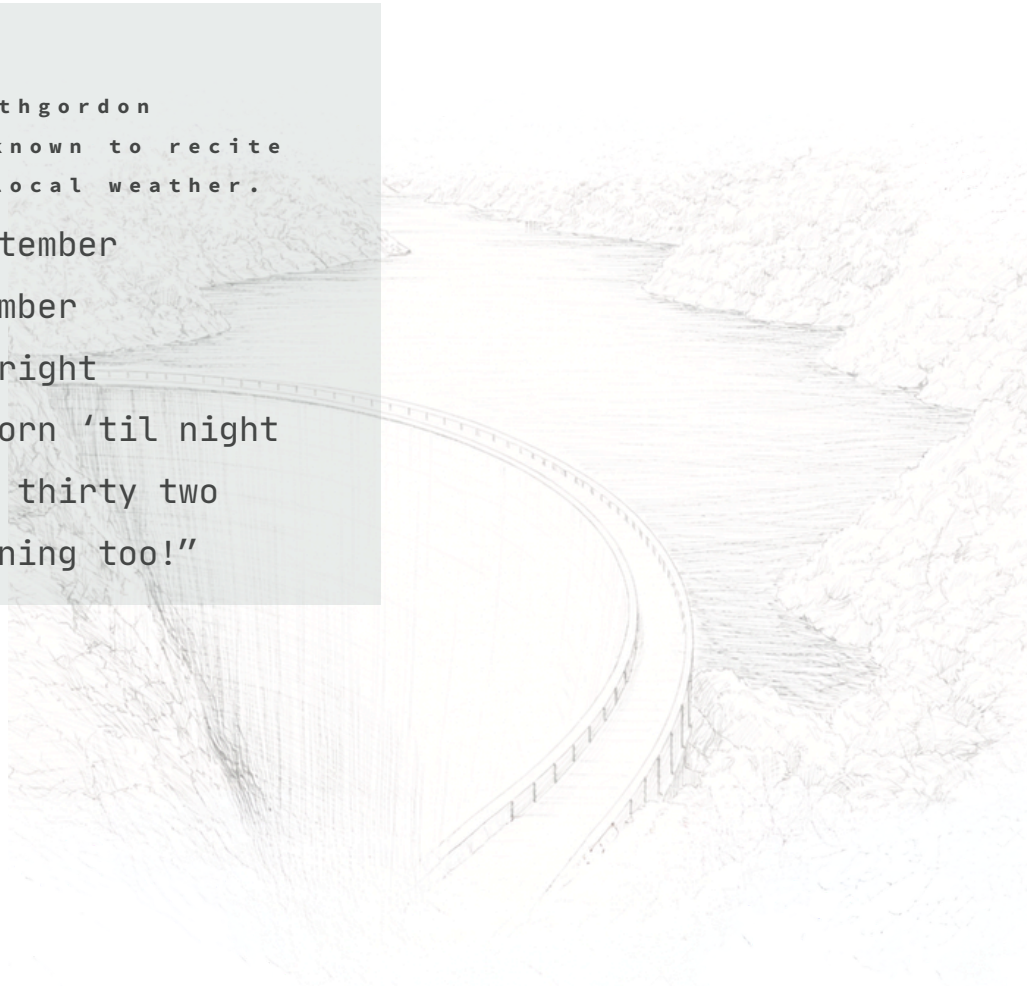 thgordon
known to recite
local weather.
tember
mber
right
orn ‘til night
thirty two
ning too!”